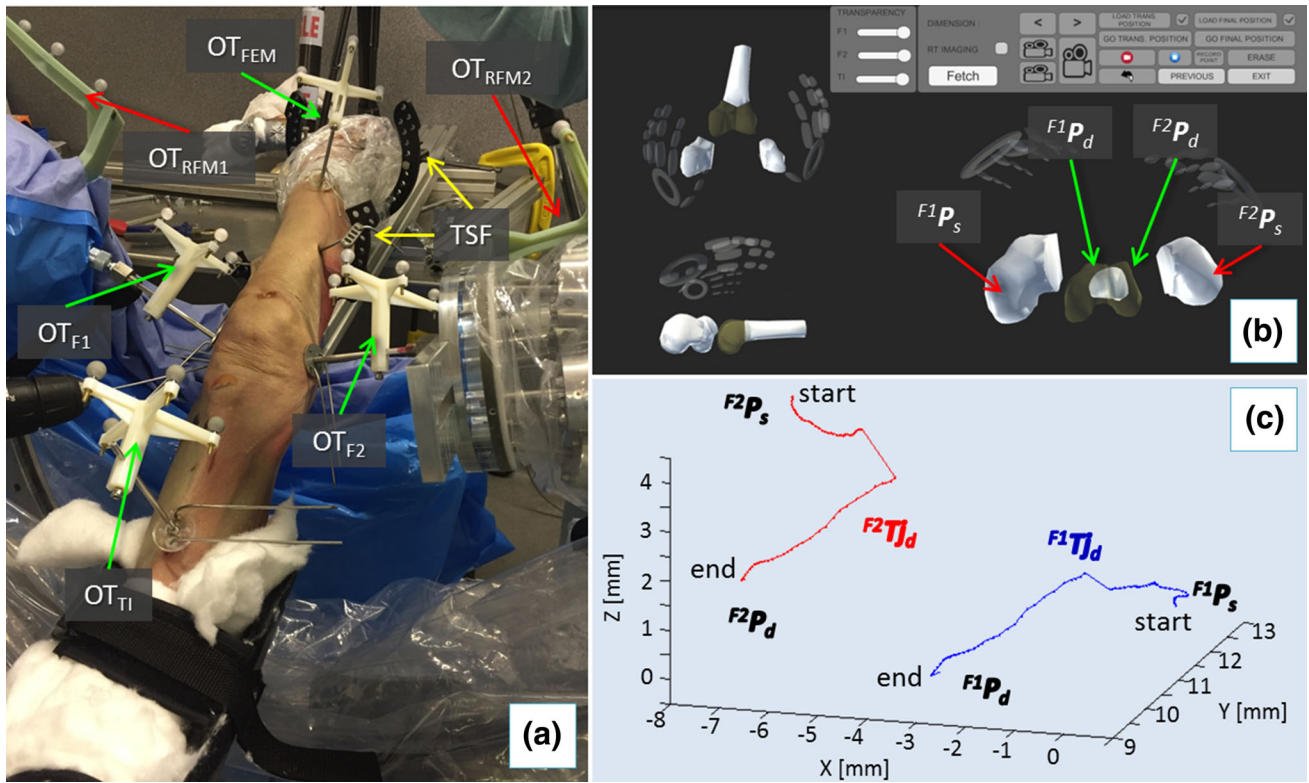 OT_FEM
OT_RFM2
OT_RFM1
TSF
OT_F1
OT_F2
OT_TI
(a)
TRANSPARENCY
F1
F2
TI
DIMENSION :
RT IMAGING
Fetch
<
>
LOAD TRANS POSITION
LOAD FINAL POSITION
GO TRANS. POSITION
GO FINAL POSITION
RECORD POINT
ERASE
PREVIOUS
EXIT
F1P_d
F2P_d
F1P_s
F2P_s
(b)
(c)
F2P_s
start
F2Tj_d
end
F2P_d
F1Tj_d
F1P_s
start
end
F1P_d
Z [mm]
4
3
2
1
0
-8
-7
-6
-5
-4
-3
-2
-1
0
X [mm]
9
10
11
12
13
Y [mm]